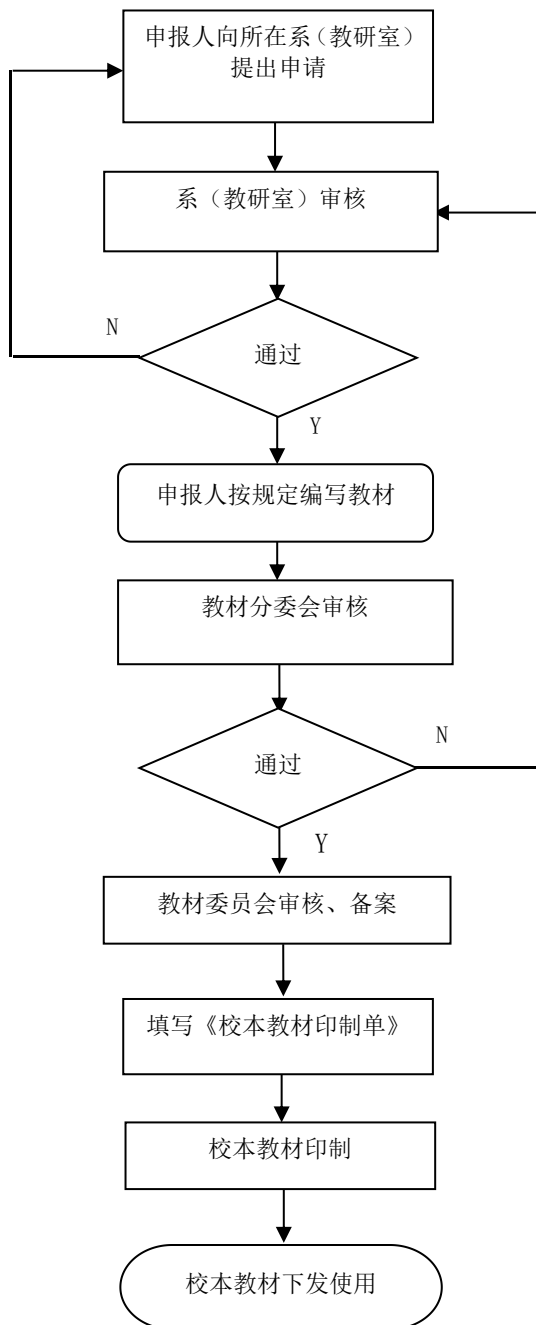 申报人向所在系（教研室）
提出申请
系（教研室）审核
N
通过
Y
申报人按规定编写教材
教材分委会审核
N
通过
Y
教材委员会审核、备案
填写《校本教材印制单》
校本教材印制
校本教材下发使用